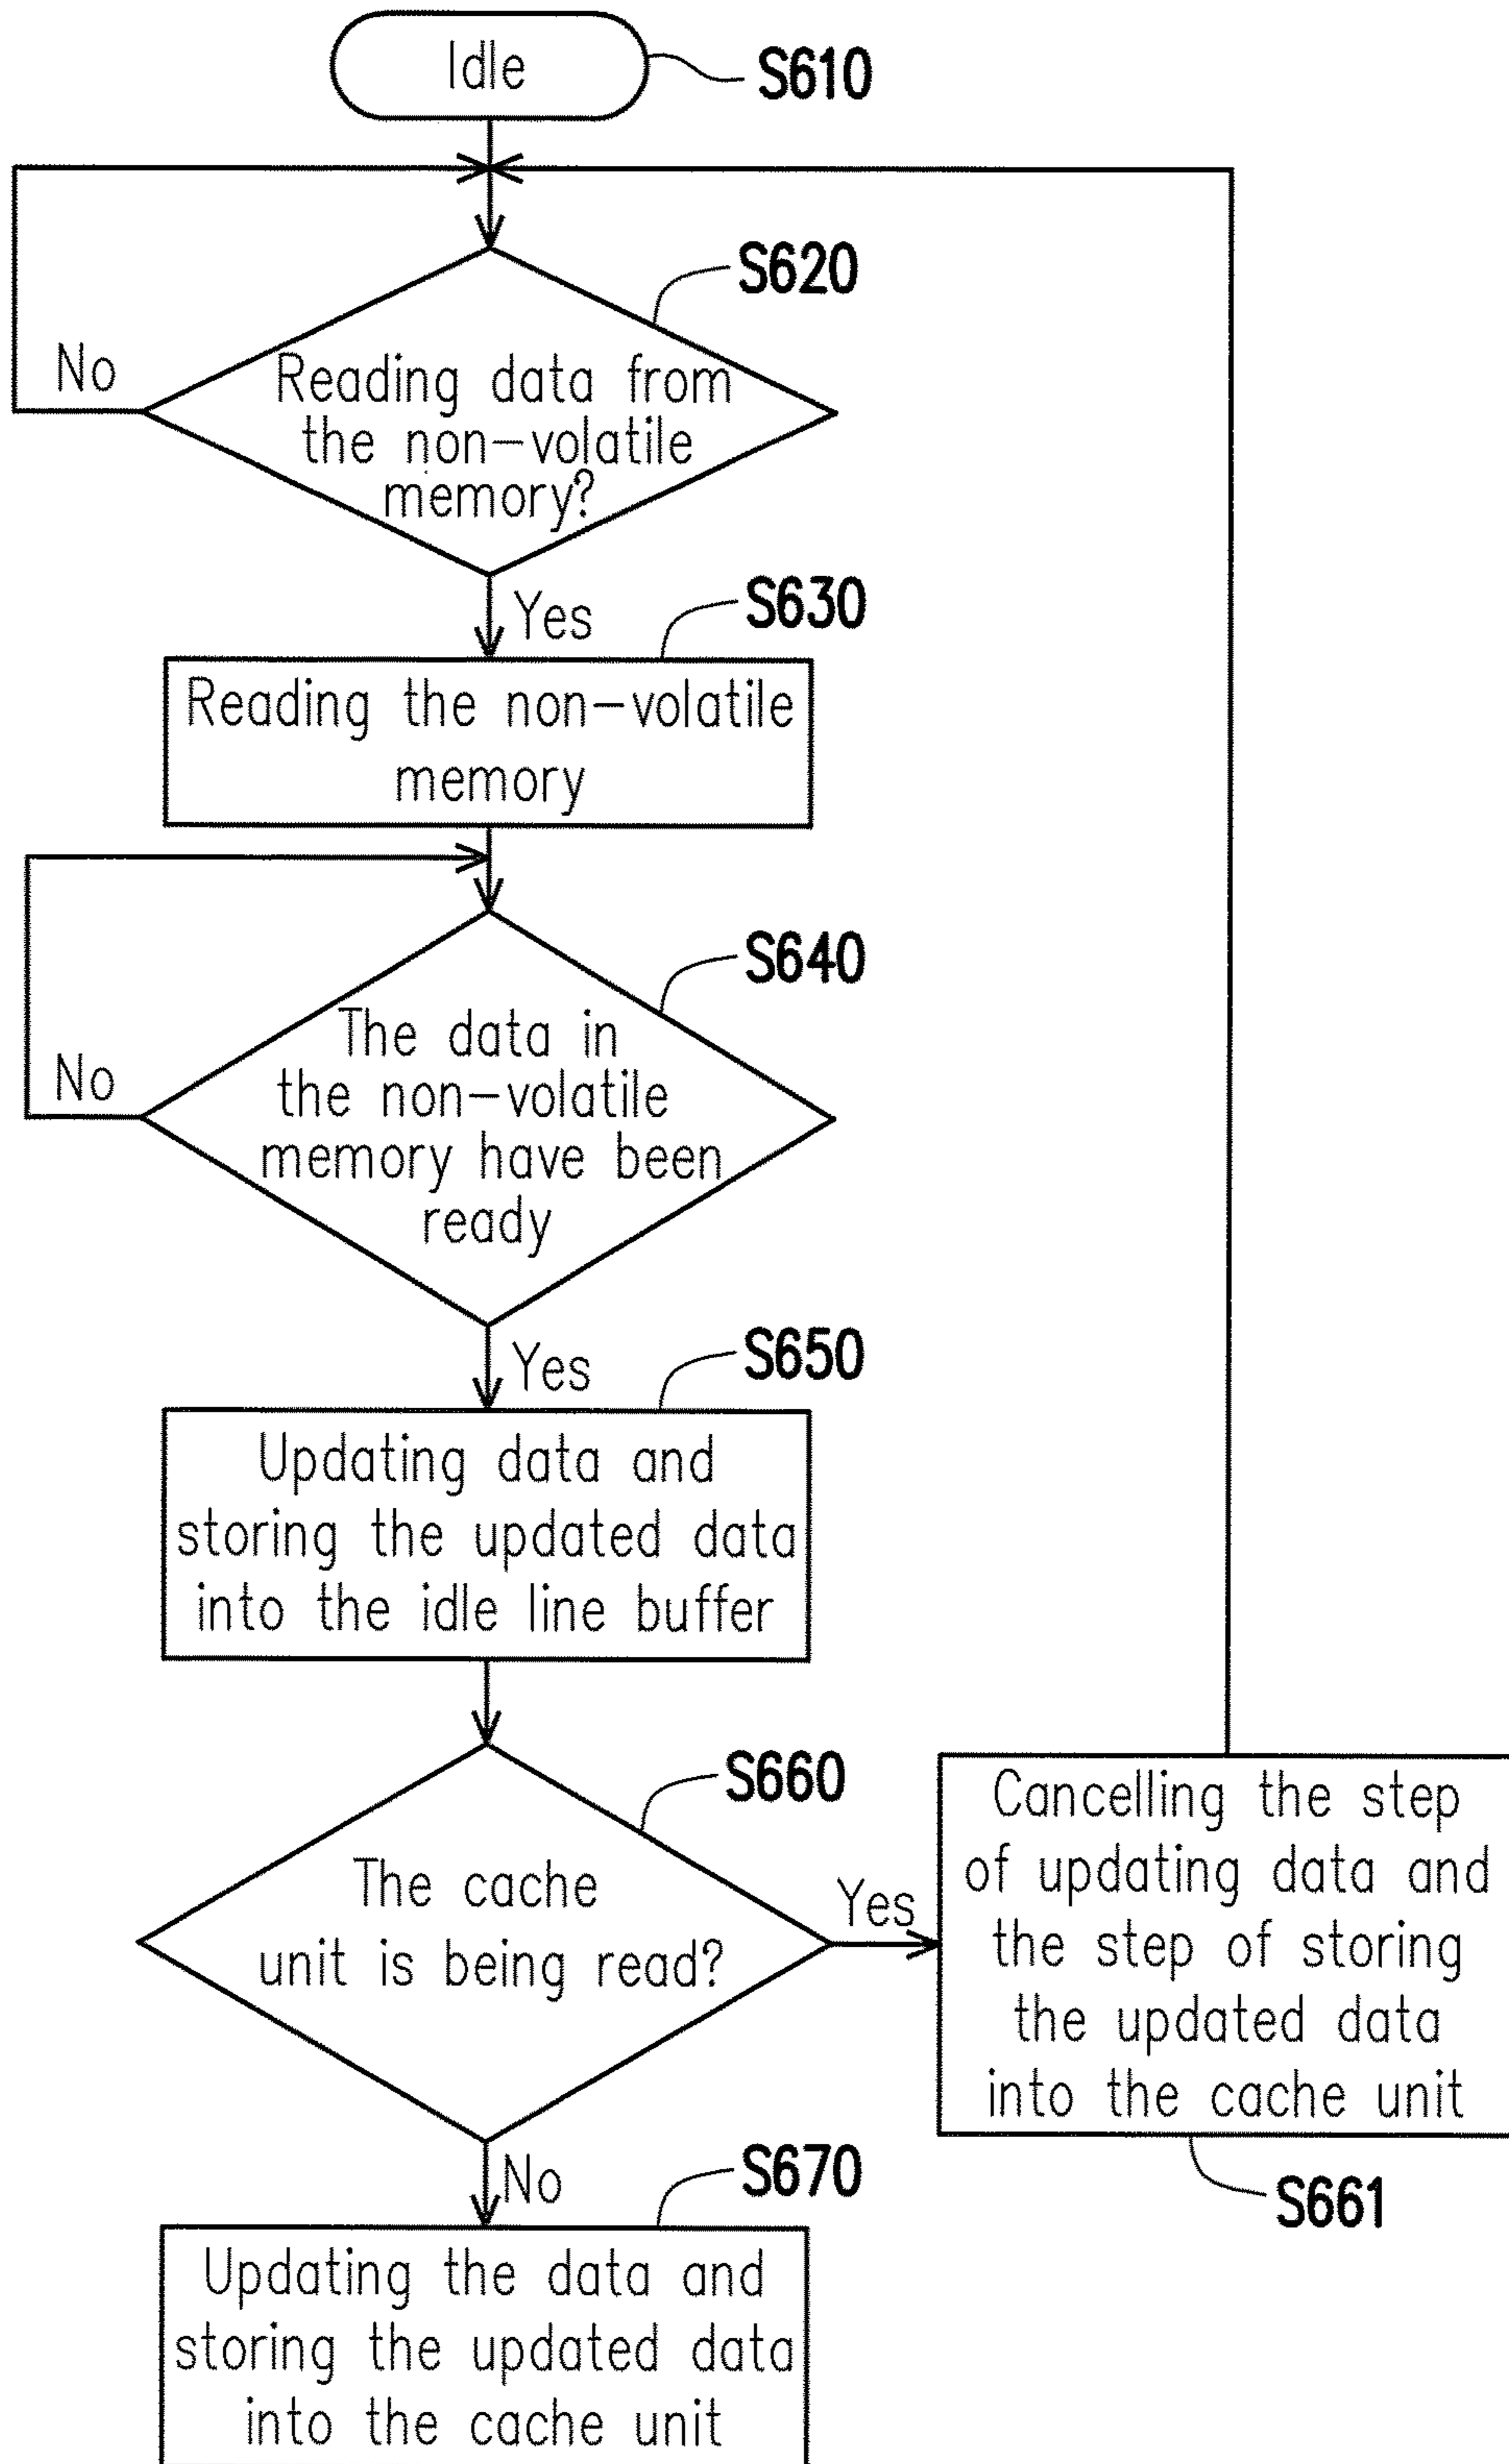 Idle
S610
S620
No
Reading data from
the non-volatile
memory?
Yes
S630
Reading the non-volatile
memory
S640
The data in
the non-volatile
memory have been
ready
No
Yes
S650
Updating data and
storing the updated data
into the idle line buffer
S660
The cache
unit is being read?
Yes
Cancelling the step
of updating data and
the step of storing
the updated data
into the cache unit
S661
No
S670
Updating the data and
storing the updated data
into the cache unit